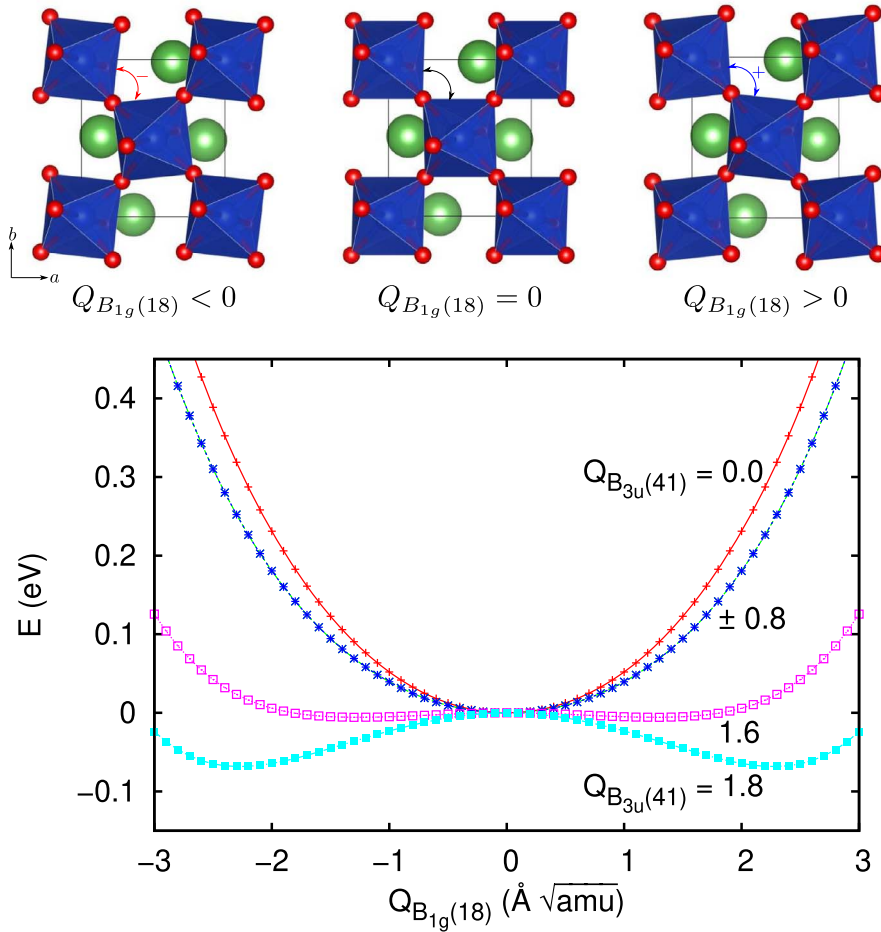 − +
b
a
Q_{B_{1g}(18)} < 0 Q_{B_{1g}(18)} = 0 Q_{B_{1g}(18)} > 0
0.4
Q_{B_{3u}(41)} = 0.0
0.3
E (eV)
0.2
± 0.8
0.1
0
1.6
Q_{B_{3u}(41)} = 1.8
−0.1
−3 −2 −1 0 1 2 3
Q_{B_{1g}(18)} (Å √amu)